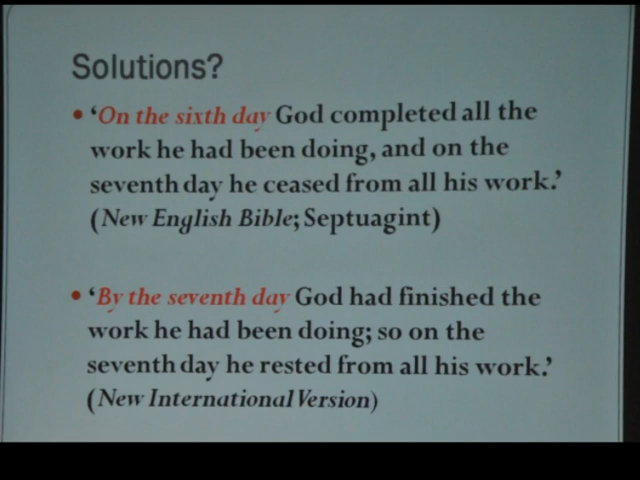 Solutions?
• ‘On the sixth day God completed all the
work he had been doing, and on the
seventh day he ceased from all his work.’
(New English Bible; Septuagint)
• ‘By the seventh day God had finished the
work he had been doing; so on the
seventh day he rested from all his work.’
(New International Version)